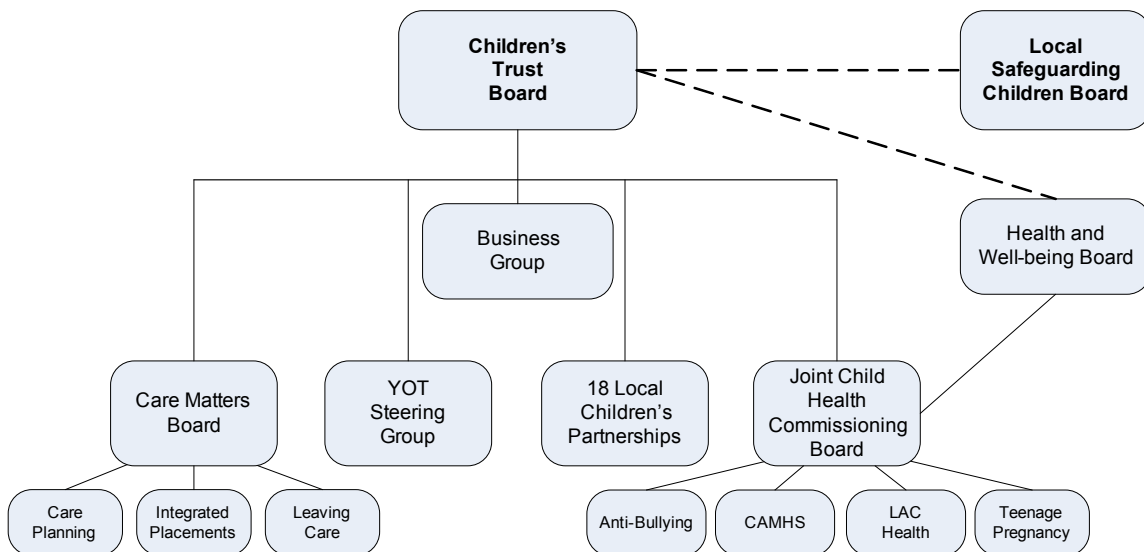 Children’s
Trust
Board
Local
Safeguarding
Children Board
Business
Group
Health and
Well-being Board
Care Matters
Board
YOT
Steering
Group
18 Local
Children’s
Partnerships
Joint Child
Health
Commissioning
Board
Care
Planning
Integrated
Placements
Leaving
Care
Anti-Bullying
CAMHS
LAC
Health
Teenage
Pregnancy